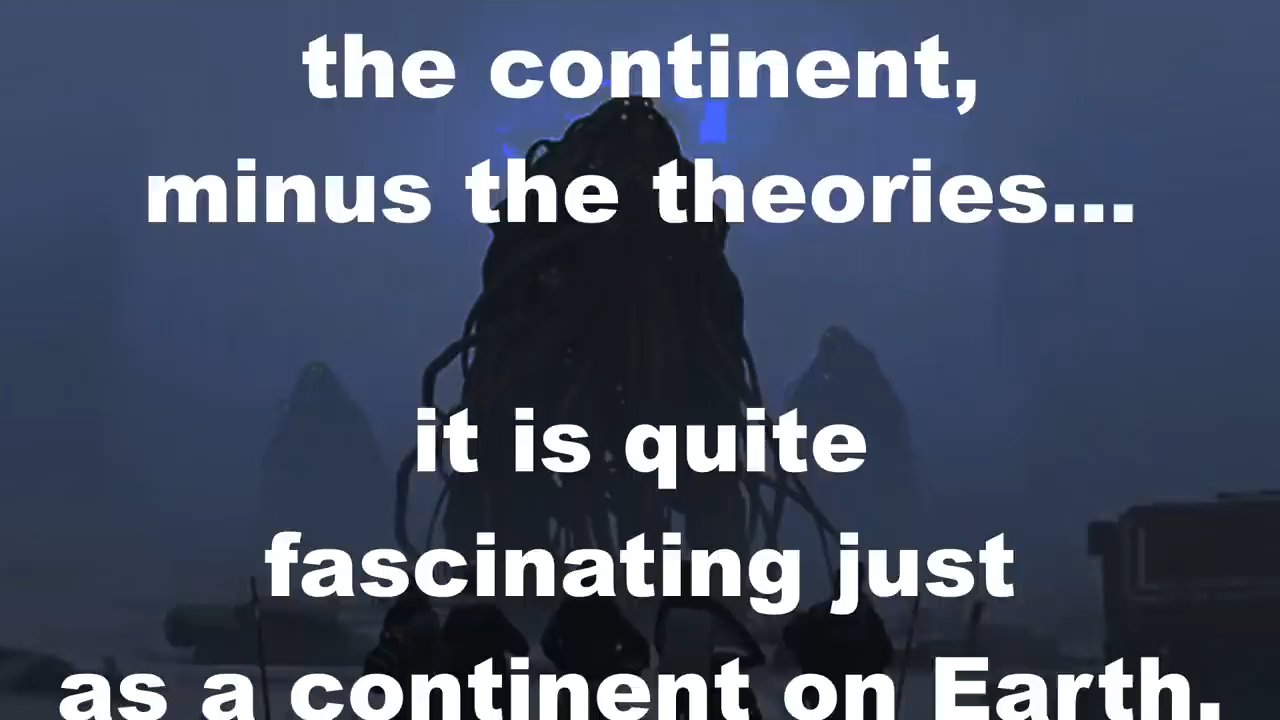 the continent,
minus the theories...
it is quite
fascinating just
as a continent on Earth.